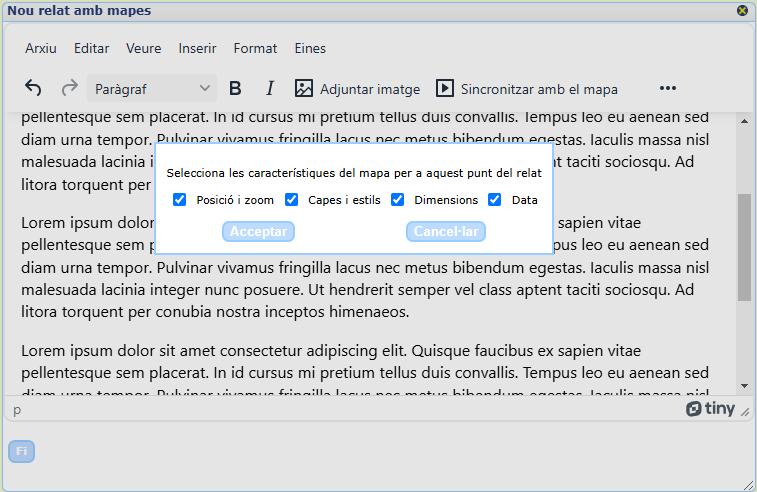 Nou relat amb mapes
Arxiu Editar Veure Inserir Format Eines
Paràgraf B I Adjuntar imatge Sincronitzar amb el mapa
pellentesque sem placerat. In id cursus mi pretium tellus duis convallis. Tempus leo eu aenean sed
diam urna tempor. Pulvinar vivamus fringilla lacus nec metus bibendum egestas. Iaculis massa nisl
malesuada lacinia i nt taciti sociosqu. Ad
litora torquent per
Selecciona les característiques del mapa per a aquest punt del relat
Posició i zoom Capes i estils Dimensions Data
Acceptar Cancel·lar
Lorem ipsum dolor sapien vitae
pellentesque sem pus leo eu aenean sed
diam urna tempor. Pulvinar vivamus fringilla lacus nec metus bibendum egestas. Iaculis massa nisl
malesuada lacinia integer nunc posuere. Ut hendrerit semper vel class aptent taciti sociosqu. Ad
litora torquent per conubia nostra inceptos himenaeos.
Lorem ipsum dolor sit amet consectetur adipiscing elit. Quisque faucibus ex sapien vitae
pellentesque sem placerat. In id cursus mi pretium tellus duis convallis. Tempus leo eu aenean sed
diam urna tempor. Pulvinar vivamus fringilla lacus nec metus bibendum egestas. Iaculis massa nisl
p tiny
Fi